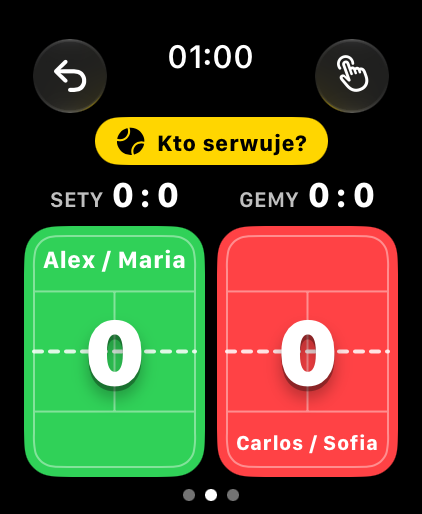 01:00
Kto serwuje?
SETY 0 : 0 GEMY 0 : 0
Alex / Maria
0 0
Carlos / Sofia